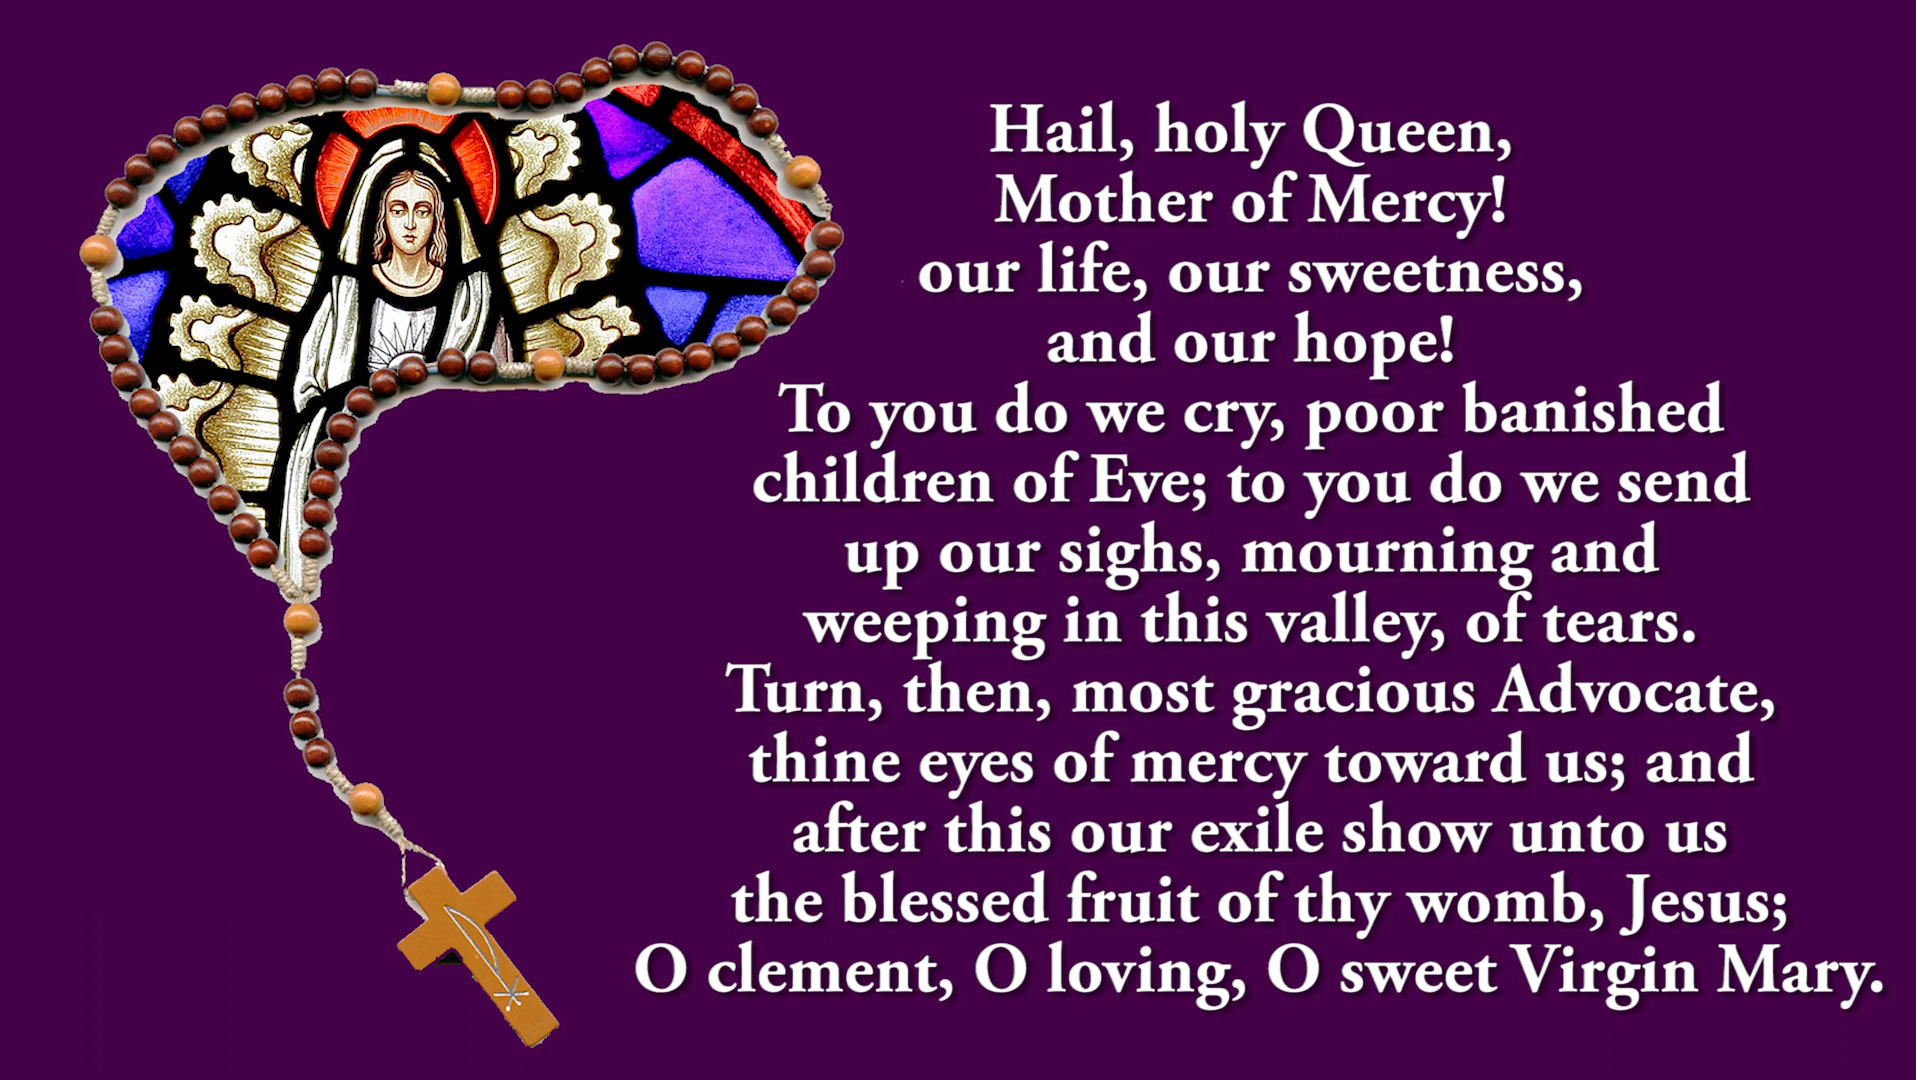 Hail, holy Queen,
Mother of Mercy!
our life, our sweetness,
and our hope!
To you do we cry, poor banished
children of Eve; to you do we send
up our sighs, mourning and
weeping in this valley, of tears.
Turn, then, most gracious Advocate,
thine eyes of mercy toward us; and
after this our exile show unto us
the blessed fruit of thy womb, Jesus;
O clement, O loving, O sweet Virgin Mary.